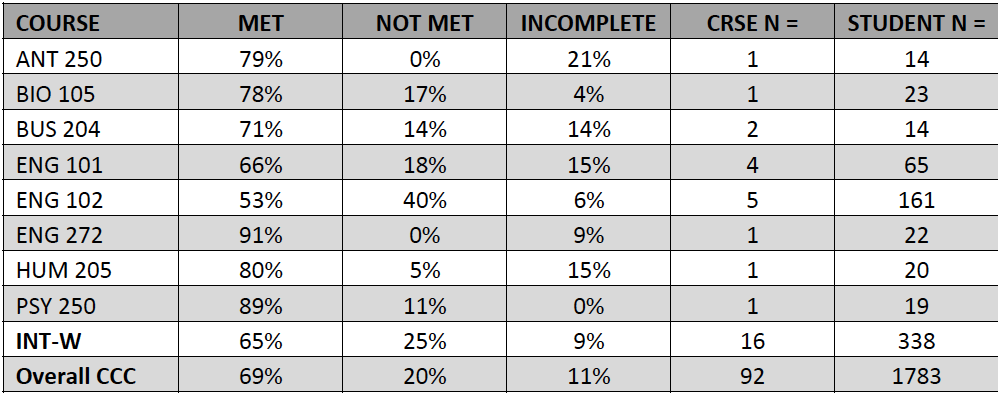 COURSE MET NOT MET INCOMPLETE CRSE N = STUDENT N =
ANT 250 79% 0% 21% 1 14
BIO 105 78% 17% 4% 1 23
BUS 204 71% 14% 14% 2 14
ENG 101 66% 18% 15% 4 65
ENG 102 53% 40% 6% 5 161
ENG 272 91% 0% 9% 1 22
HUM 205 80% 5% 15% 1 20
PSY 250 89% 11% 0% 1 19
INT-W 65% 25% 9% 16 338
Overall CCC 69% 20% 11% 92 1783